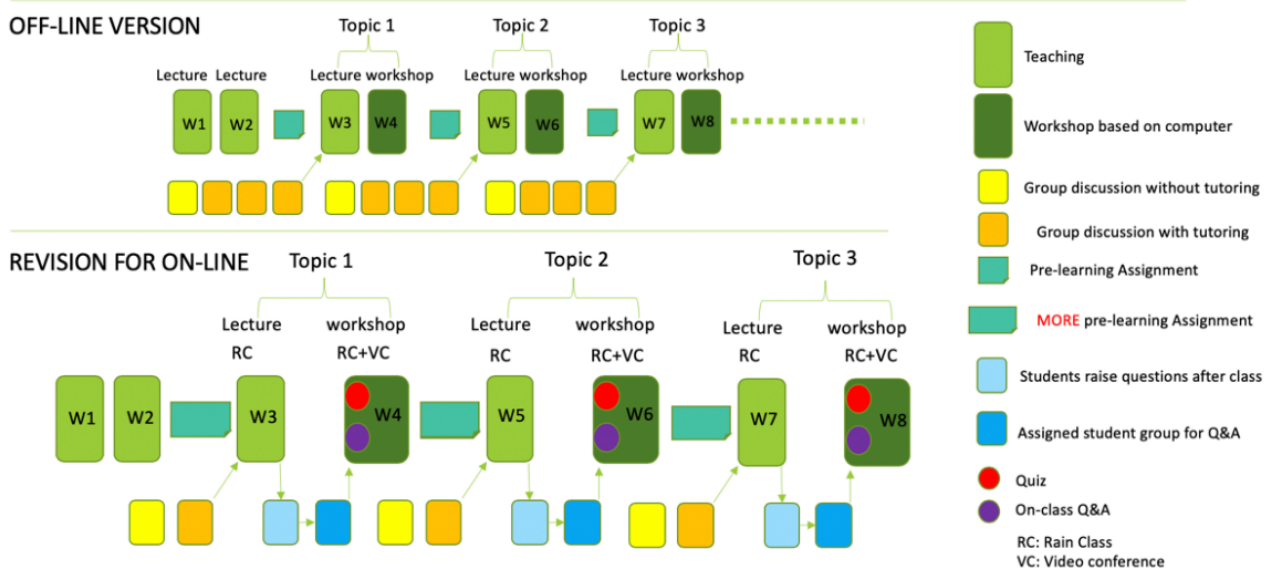 OFF-LINE VERSION
Topic 1
Topic 2
Topic 3
Lecture Lecture
Lecture workshop
Lecture workshop
Lecture workshop
W1
W2
W3
W4
W5
W6
W7
W8
REVISION FOR ON-LINE
Topic 1
Topic 2
Topic 3
Lecture
workshop
Lecture
workshop
Lecture
workshop
RC
RC+VC
RC
RC+VC
RC
RC+VC
W1
W2
W3
W4
W5
W6
W7
W8
Teaching
Workshop based on computer
Group discussion without tutoring
Group discussion with tutoring
Pre-learning Assignment
MORE pre-learning Assignment
Students raise questions after class
Assigned student group for Q&A
Quiz
On-class Q&A
RC: Rain Class
VC: Video conference